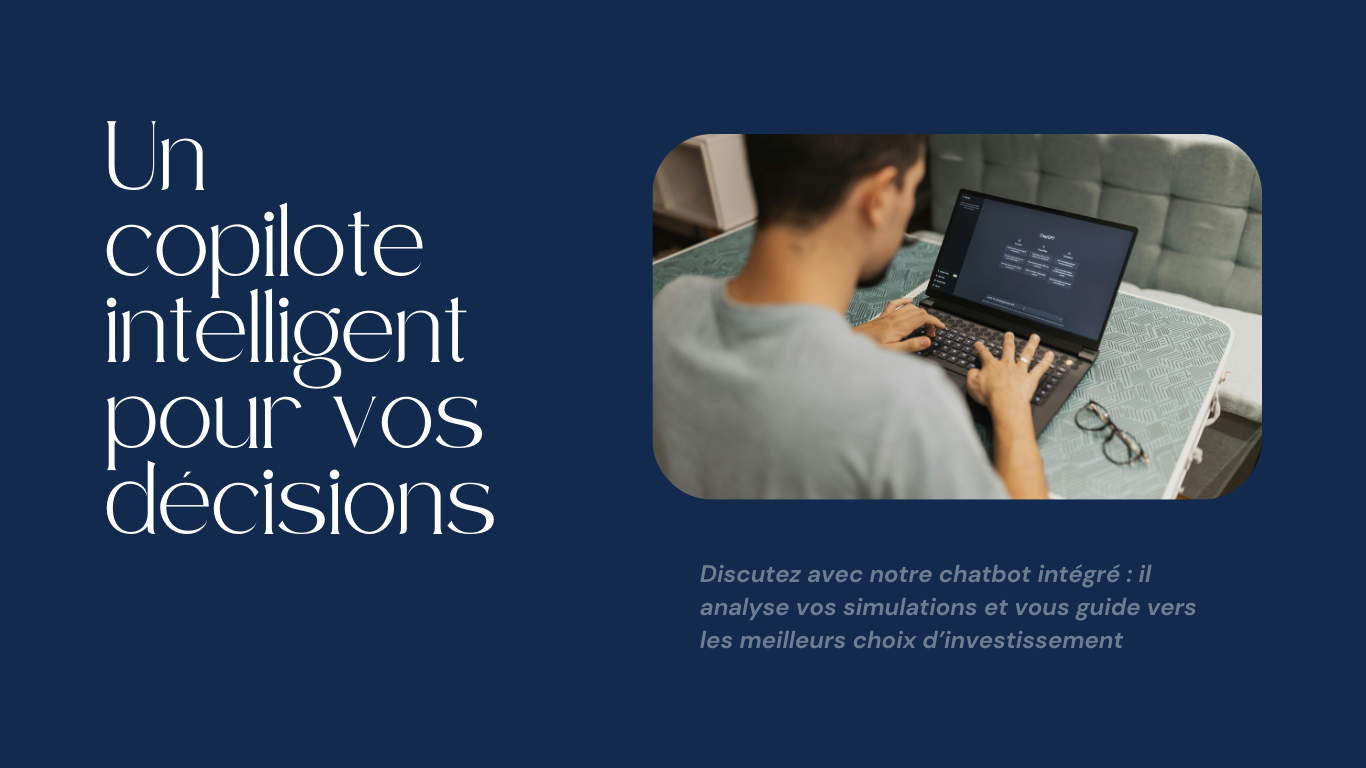 Un
copilote
intelligent
pour vos
décisions
ChatGPT
Discutez avec notre chatbot intégré : il
analyse vos simulations et vous guide vers
les meilleurs choix d’investissement